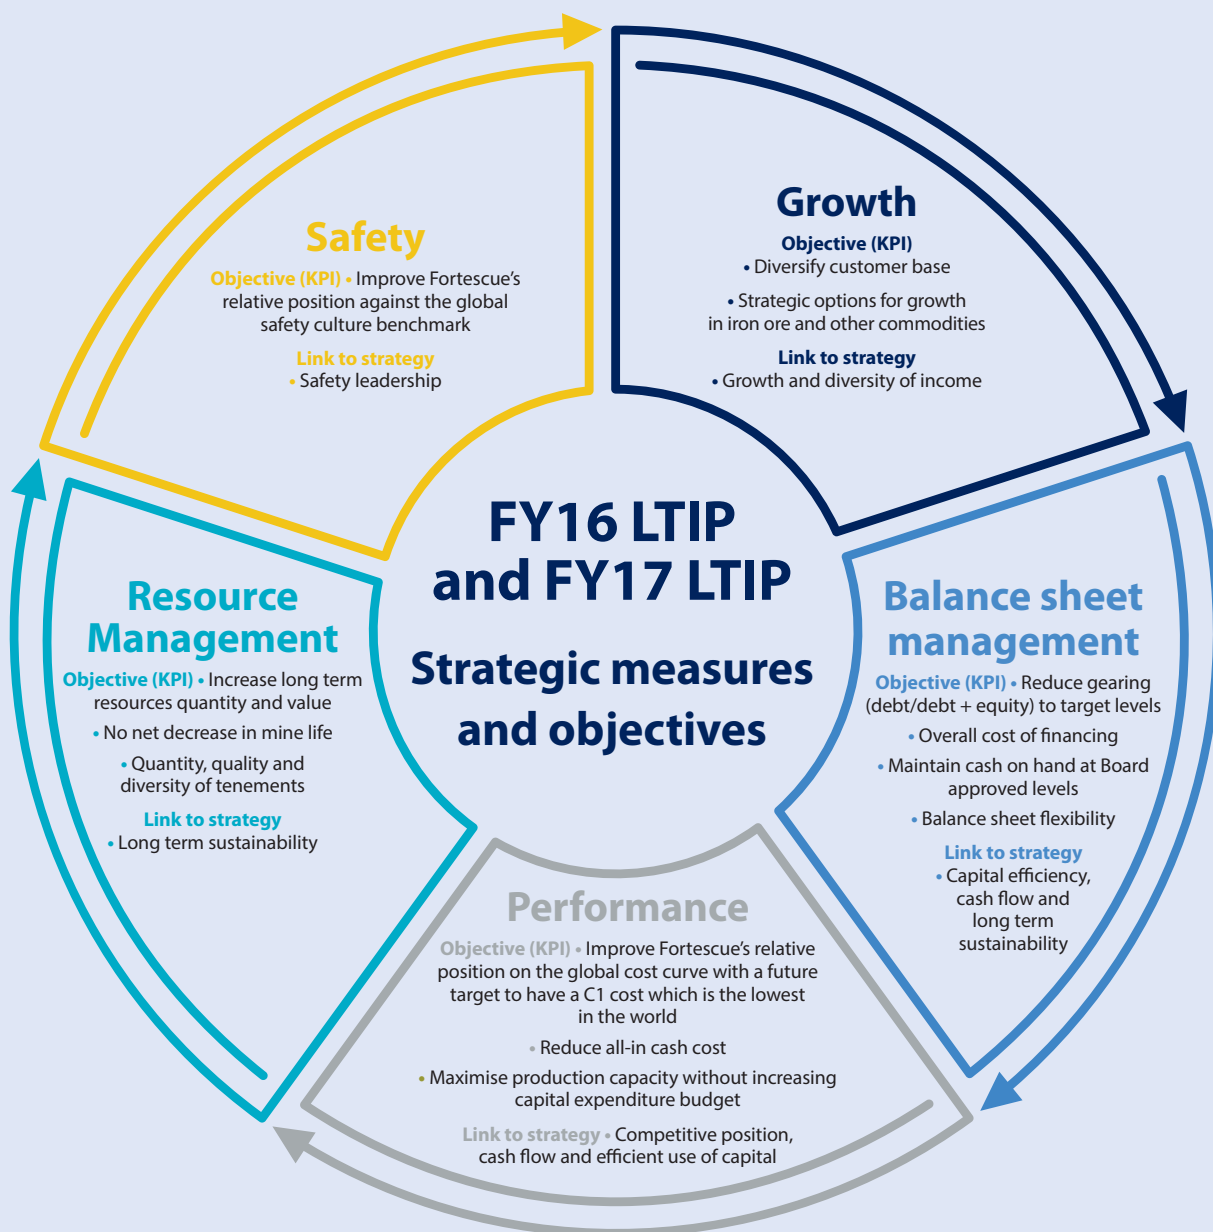 Safety
Objective (KPI) • Improve Fortescue’s
relative position against the global
safety culture benchmark
Link to strategy
• Safety leadership
Growth
Objective (KPI)
• Diversify customer base
• Strategic options for growth
in iron ore and other commodities
Link to strategy
• Growth and diversity of income
FY16 LTIP
and FY17 LTIP
Strategic measures
and objectives
Resource
Management
Objective (KPI) • Increase long term
resources quantity and value
• No net decrease in mine life
• Quantity, quality and
diversity of tenements
Link to strategy
• Long term sustainability
Balance sheet
management
Objective (KPI) • Reduce gearing
(debt/debt + equity) to target levels
• Overall cost of financing
• Maintain cash on hand at Board
approved levels
• Balance sheet flexibility
Link to strategy
• Capital efficiency,
cash flow and
long term
sustainability
Performance
Objective (KPI) • Improve Fortescue’s relative
position on the global cost curve with a future
target to have a C1 cost which is the lowest
in the world
• Reduce all-in cash cost
• Maximise production capacity without increasing
capital expenditure budget
Link to strategy • Competitive position,
cash flow and efficient use of capital